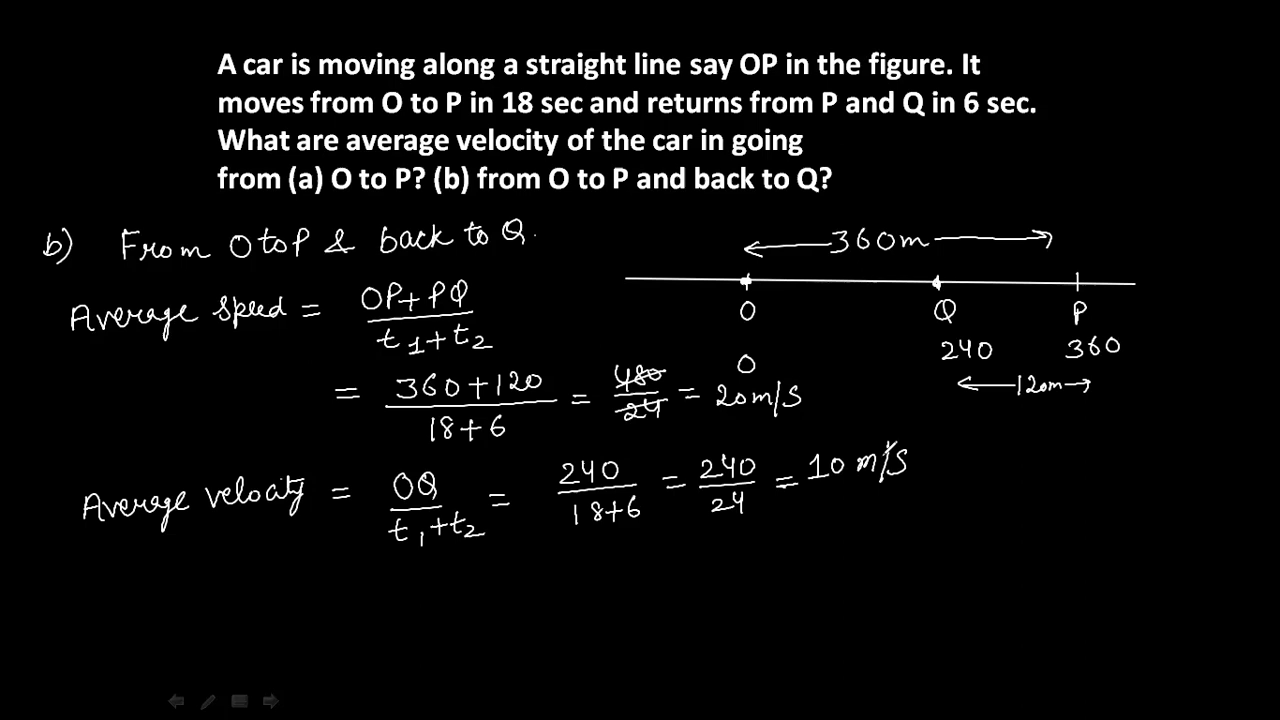 A car is moving along a straight line say OP in the figure. It
moves from O to P in 18 sec and returns from P and Q in 6 sec.
What are average velocity of the car in going
from (a) O to P? (b) from O to P and back to Q?
b) From O to P & back to Q.
360m
O Q P
0 240 360
120m
Average speed = OP+PQ / t1+t2
= 360+120 / 18+6 = 480 / 24 = 20m/s
Average velocity = OQ / t1+t2 = 240 / 18+6 = 240 / 24 = 10 m/s